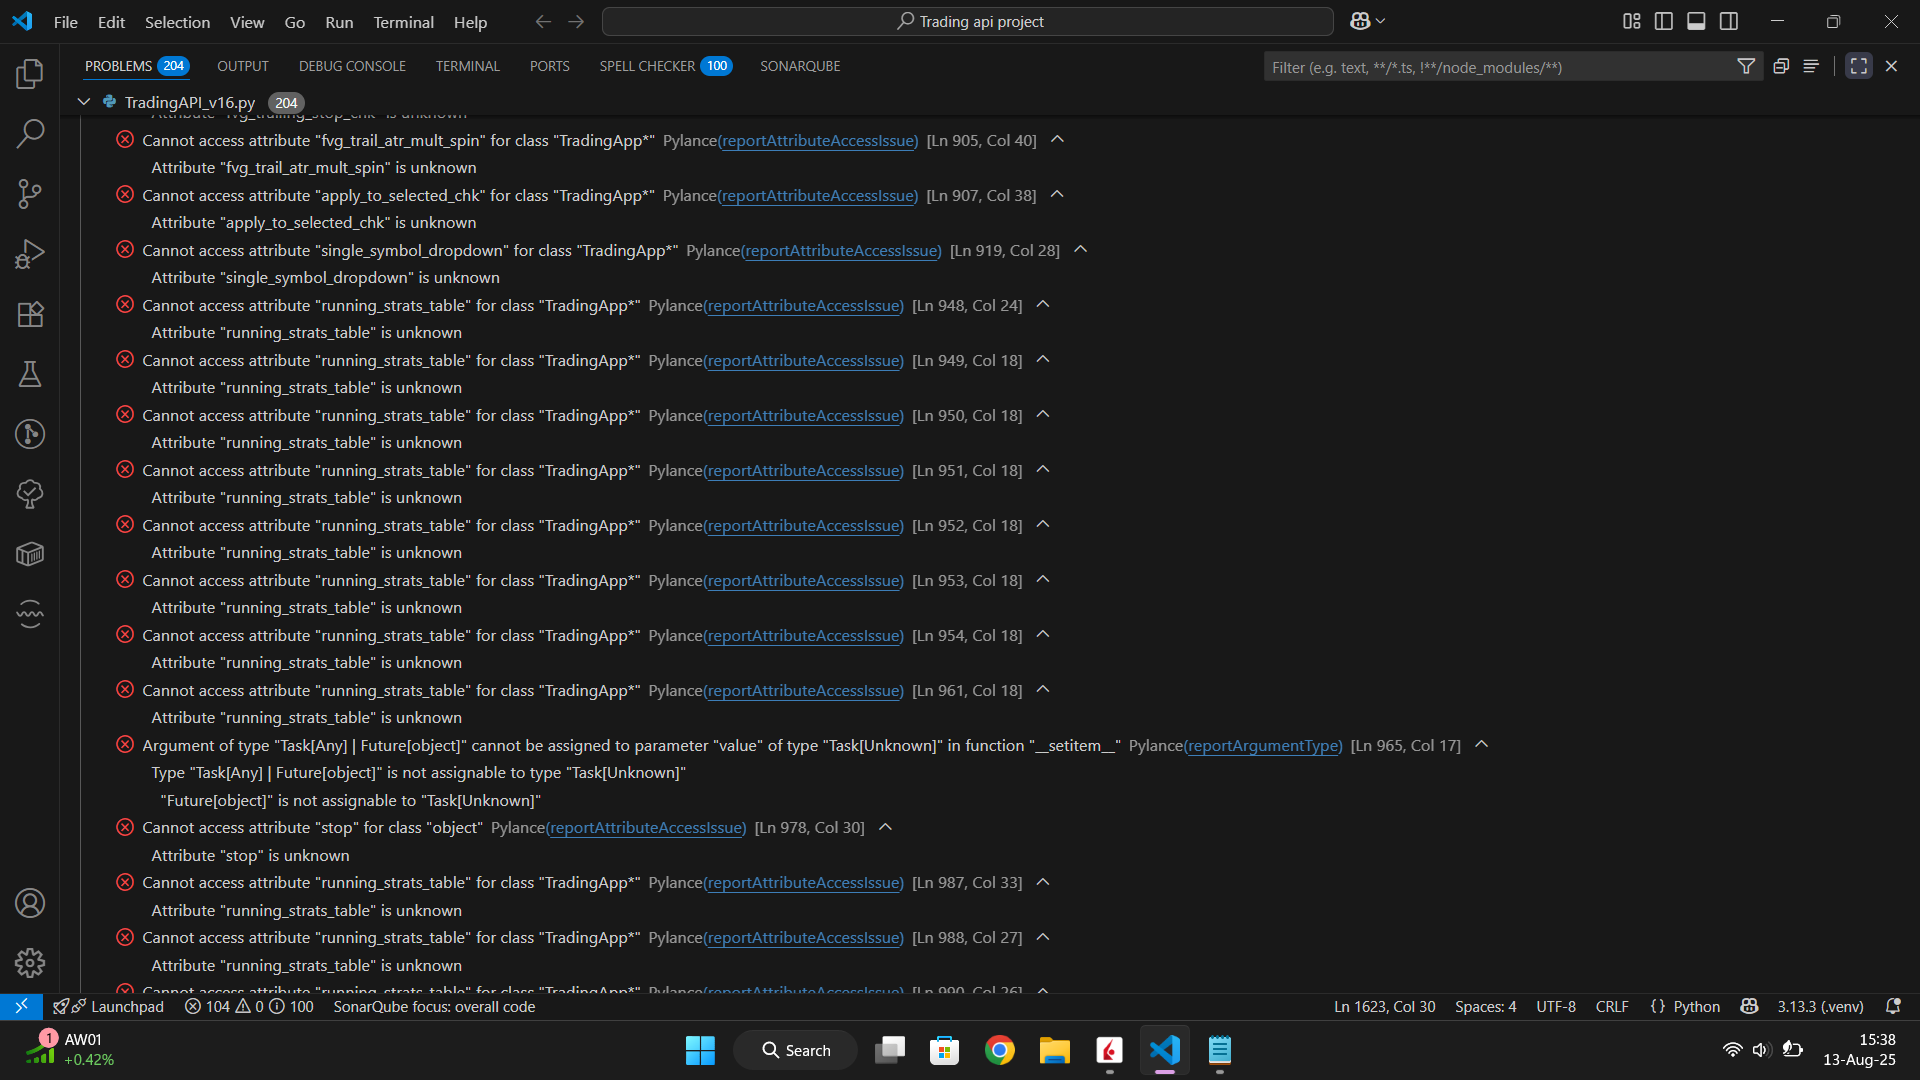 File Edit Selection View Go Run Terminal Help
Trading api project
PROBLEMS 204 OUTPUT DEBUG CONSOLE TERMINAL PORTS SPELL CHECKER 100 SONARQUBE
Filter (e.g. text, **/*.ts, !**/node_modules/**)
TradingAPI_v16.py 204
Attribute "fvg_trailing_stop_chk" is unknown
Cannot access attribute "fvg_trail_atr_mult_spin" for class "TradingApp*" Pylance(reportAttributeAccessIssue) [Ln 905, Col 40]
Attribute "fvg_trail_atr_mult_spin" is unknown
Cannot access attribute "apply_to_selected_chk" for class "TradingApp*" Pylance(reportAttributeAccessIssue) [Ln 907, Col 38]
Attribute "apply_to_selected_chk" is unknown
Cannot access attribute "single_symbol_dropdown" for class "TradingApp*" Pylance(reportAttributeAccessIssue) [Ln 919, Col 28]
Attribute "single_symbol_dropdown" is unknown
Cannot access attribute "running_strats_table" for class "TradingApp*" Pylance(reportAttributeAccessIssue) [Ln 948, Col 24]
Attribute "running_strats_table" is unknown
Cannot access attribute "running_strats_table" for class "TradingApp*" Pylance(reportAttributeAccessIssue) [Ln 949, Col 18]
Attribute "running_strats_table" is unknown
Cannot access attribute "running_strats_table" for class "TradingApp*" Pylance(reportAttributeAccessIssue) [Ln 950, Col 18]
Attribute "running_strats_table" is unknown
Cannot access attribute "running_strats_table" for class "TradingApp*" Pylance(reportAttributeAccessIssue) [Ln 951, Col 18]
Attribute "running_strats_table" is unknown
Cannot access attribute "running_strats_table" for class "TradingApp*" Pylance(reportAttributeAccessIssue) [Ln 952, Col 18]
Attribute "running_strats_table" is unknown
Cannot access attribute "running_strats_table" for class "TradingApp*" Pylance(reportAttributeAccessIssue) [Ln 953, Col 18]
Attribute "running_strats_table" is unknown
Cannot access attribute "running_strats_table" for class "TradingApp*" Pylance(reportAttributeAccessIssue) [Ln 954, Col 18]
Attribute "running_strats_table" is unknown
Cannot access attribute "running_strats_table" for class "TradingApp*" Pylance(reportAttributeAccessIssue) [Ln 961, Col 18]
Attribute "running_strats_table" is unknown
Argument of type "Task[Any] | Future[object]" cannot be assigned to parameter "value" of type "Task[Unknown]" in function "__setitem__" Pylance(reportArgumentType) [Ln 965, Col 17]
Type "Task[Any] | Future[object]" is not assignable to type "Task[Unknown]"
"Future[object]" is not assignable to "Task[Unknown]"
Cannot access attribute "stop" for class "object" Pylance(reportAttributeAccessIssue) [Ln 978, Col 30]
Attribute "stop" is unknown
Cannot access attribute "running_strats_table" for class "TradingApp*" Pylance(reportAttributeAccessIssue) [Ln 987, Col 33]
Attribute "running_strats_table" is unknown
Cannot access attribute "running_strats_table" for class "TradingApp*" Pylance(reportAttributeAccessIssue) [Ln 988, Col 27]
Attribute "running_strats_table" is unknown
Cannot access attribute "running_strats_table" for class "TradingApp*" Pylance(reportAttributeAccessIssue) [Ln 990, Col 26]
Launchpad 104 0 100 SonarQube focus: overall code Ln 1623, Col 30 Spaces: 4 UTF-8 CRLF {} Python 3.13.3 (.venv)
1 AW01
+0.42%
Search
15:38
13-Aug-25